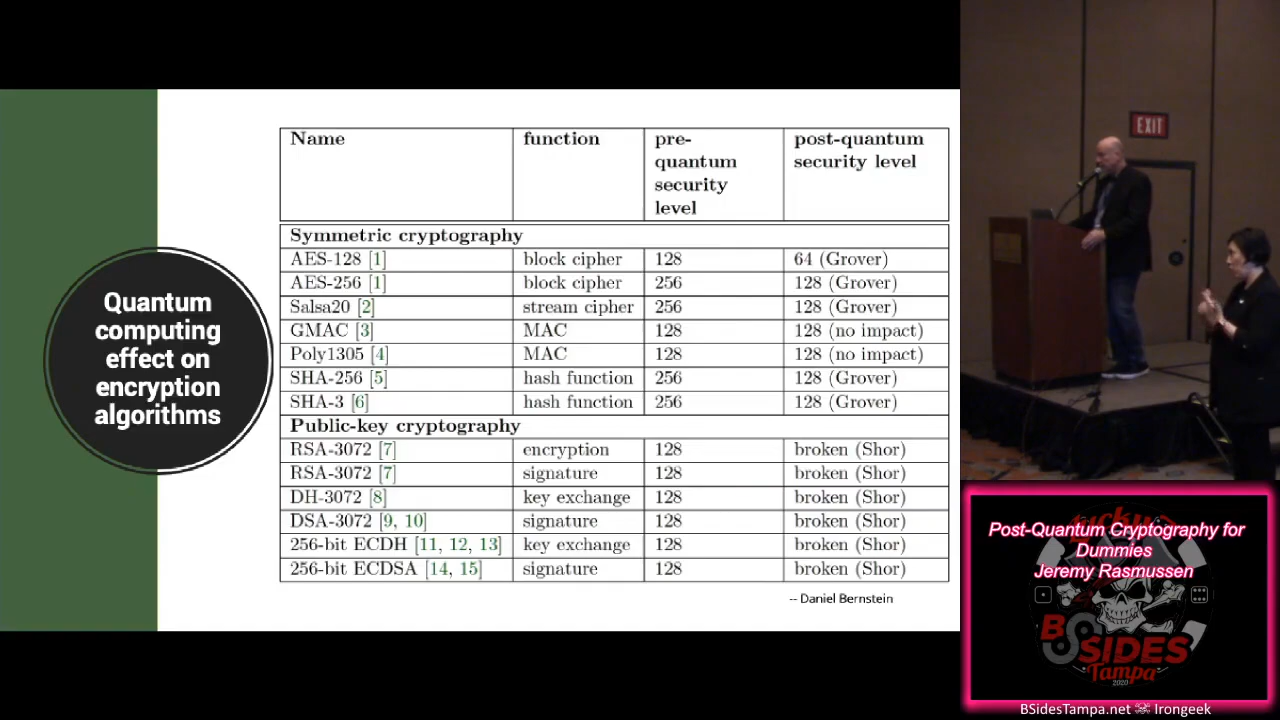 Quantum
computing
effect on
encryption
algorithms
Name function pre-quantum security level post-quantum security level
Symmetric cryptography
AES-128 [1] block cipher 128 64 (Grover)
AES-256 [1] block cipher 256 128 (Grover)
Salsa20 [2] stream cipher 256 128 (Grover)
GMAC [3] MAC 128 128 (no impact)
Poly1305 [4] MAC 128 128 (no impact)
SHA-256 [5] hash function 256 128 (Grover)
SHA-3 [6] hash function 256 128 (Grover)
Public-key cryptography
RSA-3072 [7] encryption 128 broken (Shor)
RSA-3072 [7] signature 128 broken (Shor)
DH-3072 [8] key exchange 128 broken (Shor)
DSA-3072 [9, 10] signature 128 broken (Shor)
256-bit ECDH [11, 12, 13] key exchange 128 broken (Shor)
256-bit ECDSA [14, 15] signature 128 broken (Shor)
-- Daniel Bernstein
EXIT
Post-Quantum Cryptography for
Dummies
Jeremy Rasmussen
BSIDES
Tampa
2020
BSidesTampa.net Irongeek